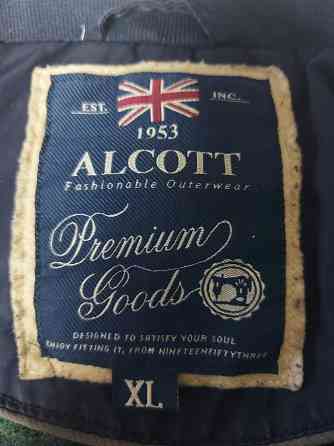 EST. INC.
1953
ALCOTT
Fashionable Outerwear
Premium
Goods
DESIGNED TO SATISFY YOUR SOUL
ENJOY FITTING IT, FROM NINETEENFIFTYTHREE
XL